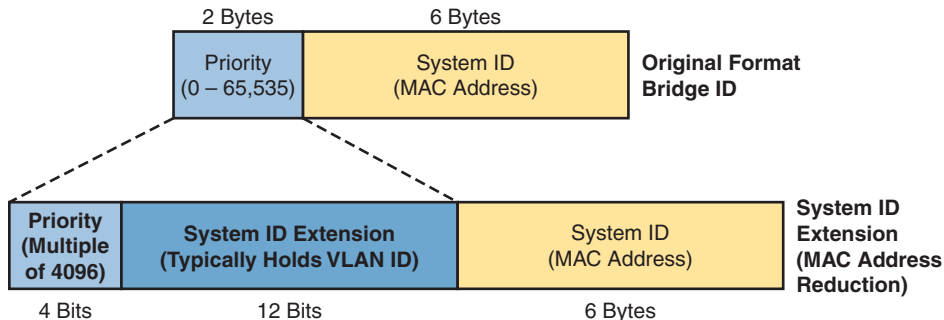 2 Bytes
6 Bytes
Priority
(0 – 65,535)
System ID
(MAC Address)
Original Format
Bridge ID
Priority
(Multiple
of 4096)
System ID Extension
(Typically Holds VLAN ID)
System ID
(MAC Address)
System ID
Extension
(MAC Address
Reduction)
4 Bits
12 Bits
6 Bytes